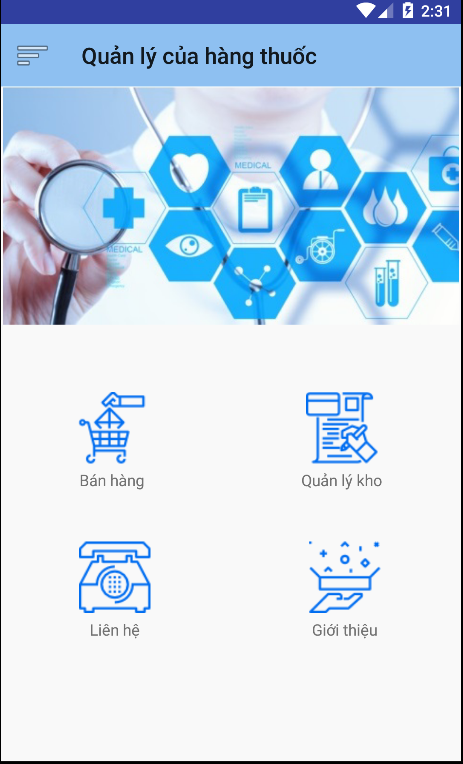 2:31
Quản lý của hàng thuốc
MEDICAL
MEDICAL
Bán hàng
Quản lý kho
Liên hệ
Giới thiệu